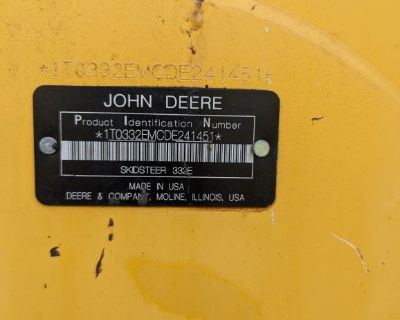 *1T0332EMCDE241451*
JOHN DEERE
Product Identification Number
*1T0332EMCDE241451*
SKIDSTEER 332E
MADE IN USA
DEERE & COMPANY, MOLINE, ILLINOIS, USA